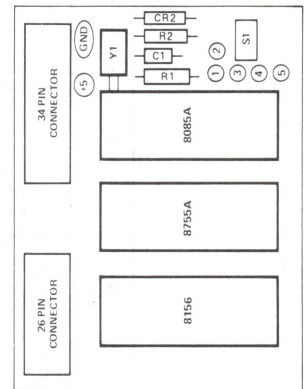 CR2
R2
C1
R1
Y1
GND
+5
S1
2
1
3
4
5
34 PIN
CONNECTOR
8085A
8755A
26 PIN
CONNECTOR
8156